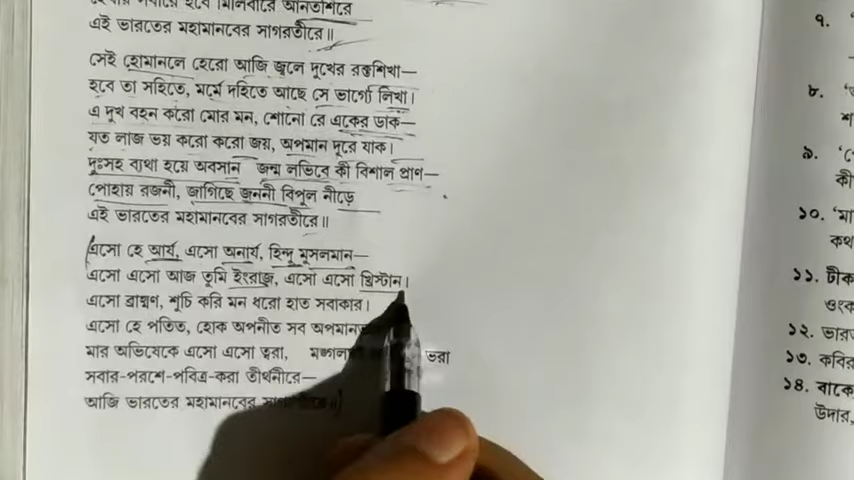 এই ভারতের মহামানবের সাগরতীরে॥
সেই হোমানলে হেরো আজি জ্বলে দুখের রক্তশিখা—
হবে তা সহিতে, মর্মে দহিতে আছে সে ভাগ্যে লিখা।
এ দুখ বহন করো মোর মন, শোনো রে একের ডাক—
যত লাজ ভয় করো করো জয়, অপমান দূরে যাক।
দুঃসহ ব্যথা হয়ে অবসান জন্ম লভিবে কী বিশাল প্রাণ—
পোহায় রজনী, জাগিছে জননী বিপুল নীড়ে
এই ভারতের মহামানবের সাগরতীরে॥
এসো হে আর্য, এসো অনার্য, হিন্দু মুসলমান—
এসো এসো আজ তুমি ইংরাজ, এসো এসো খ্রিস্টান।
এসো ব্রাহ্মণ, শুচি করি মন ধরো হাত সবাকার।
এসো হে পতিত, হোক অপনীত সব
মার অভিষেকে এসো এসো ত্বরা, ভরা
সবার-পরশে-পবিত্র-করা তীর্থনীরে—
আজি ভারতের মহামানবের
৭.
৮.
৯.
কী
১০. 'মা
কথ
১১. টীক
১২.
১৩. কবির
১৪. বাকে
উদার,